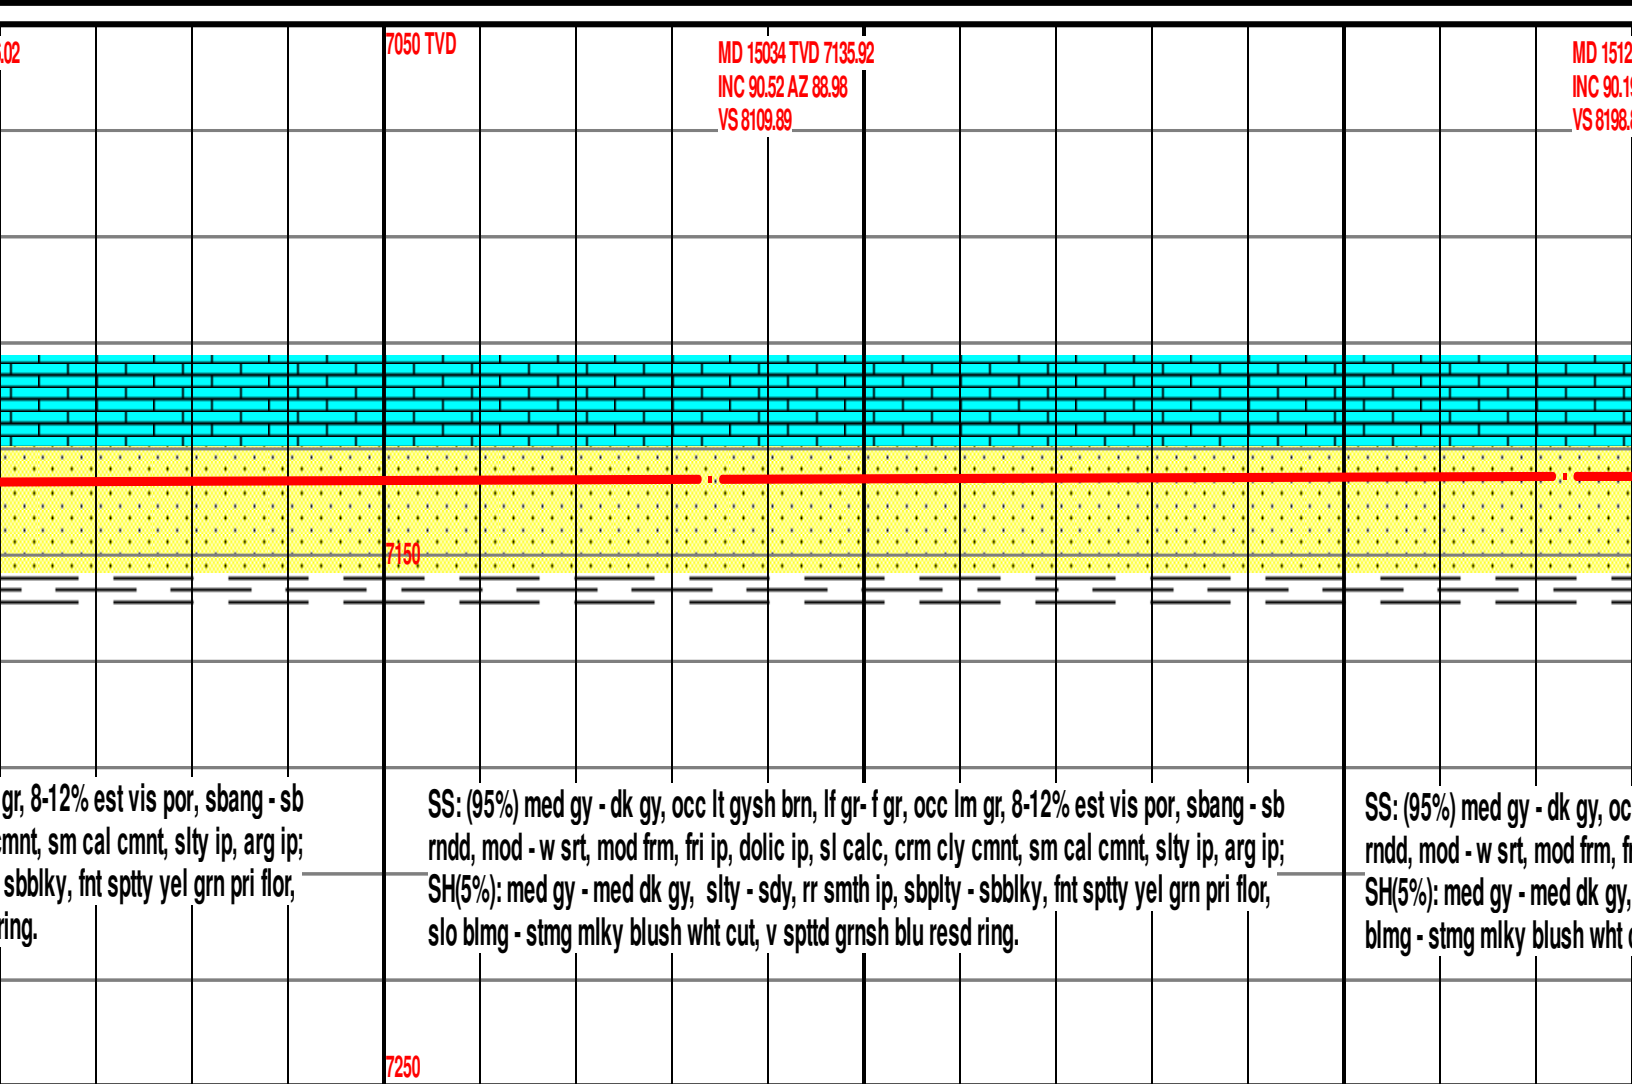 .02
7050 TVD
MD 15034 TVD 7135.92
INC 90.52 AZ 88.98
VS 8109.89
MD 1512
INC 90.19
VS 8198.8
7150
gr, 8-12% est vis por, sbang - sb
cmnt, sm cal cmnt, slty ip, arg ip;
sbblky, fnt sptty yel grn pri flor,
ring.
SS: (95%) med gy - dk gy, occ lt gysh brn, lf gr- f gr, occ lm gr, 8-12% est vis por, sbang - sb
rndd, mod - w srt, mod frm, fri ip, dolic ip, sl calc, crm cly cmnt, sm cal cmnt, slty ip, arg ip;
SH(5%): med gy - med dk gy, slty - sdy, rr smth ip, sbplty - sbblky, fnt sptty yel grn pri flor,
slo blmg - stmg mlky blush wht cut, v spttd grnsh blu resd ring.
SS: (95%) med gy - dk gy, oc
rndd, mod - w srt, mod frm, fr
SH(5%): med gy - med dk gy,
blmg - stmg mlky blush wht c
7250